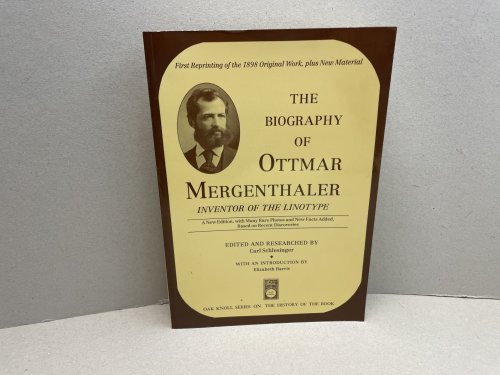 First Reprinting of the 1898 Original Work, plus New Material
THE
BIOGRAPHY
OF
OTTMAR
MERGENTHALER
INVENTOR OF THE LINOTYPE
A New Edition, with Many Rare Photos and New Facts Added,
Based on Recent Discoveries
EDITED AND RESEARCHED BY
Carl Schlesinger
WITH AN INTRODUCTION BY
Elizabeth Harris
OAK KNOLL SERIES ON THE HISTORY OF THE BOOK